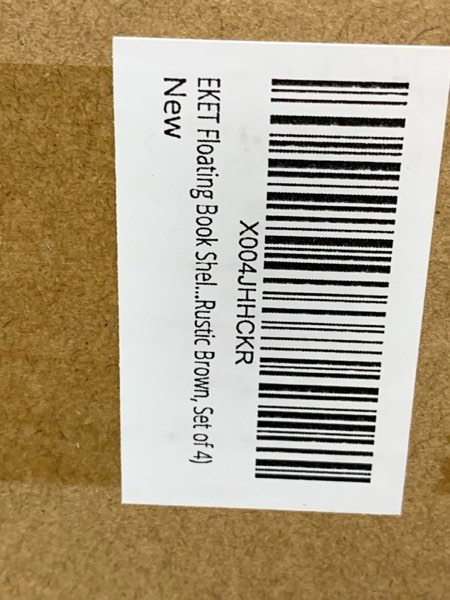 X004JHHCKR
EKET Floating Book Shel...Rustic Brown, Set of 4)
New